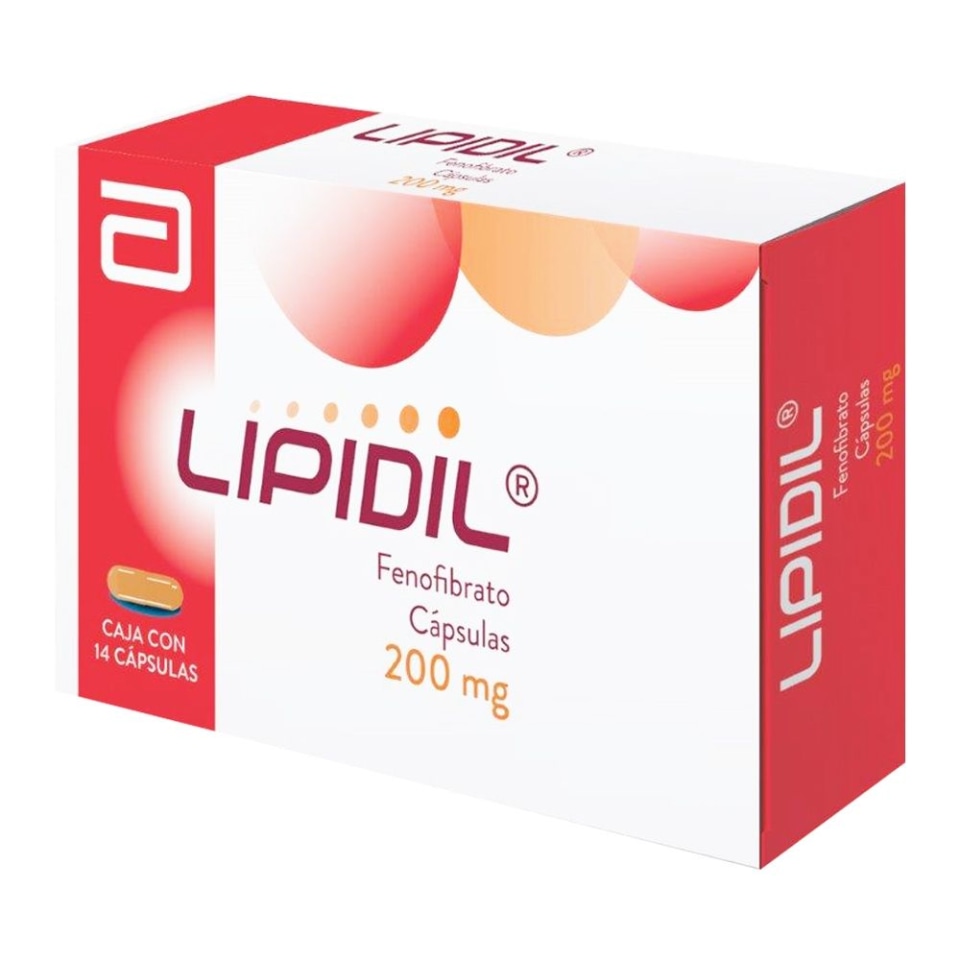 LIPIDIL®
Fenofibrato
Cápsulas
200 mg
LIPIDIL®
Fenofibrato
Cápsulas
200 mg
CAJA CON
14 CÁPSULAS
LIPIDIL®
Fenofibrato
Cápsulas
200 mg